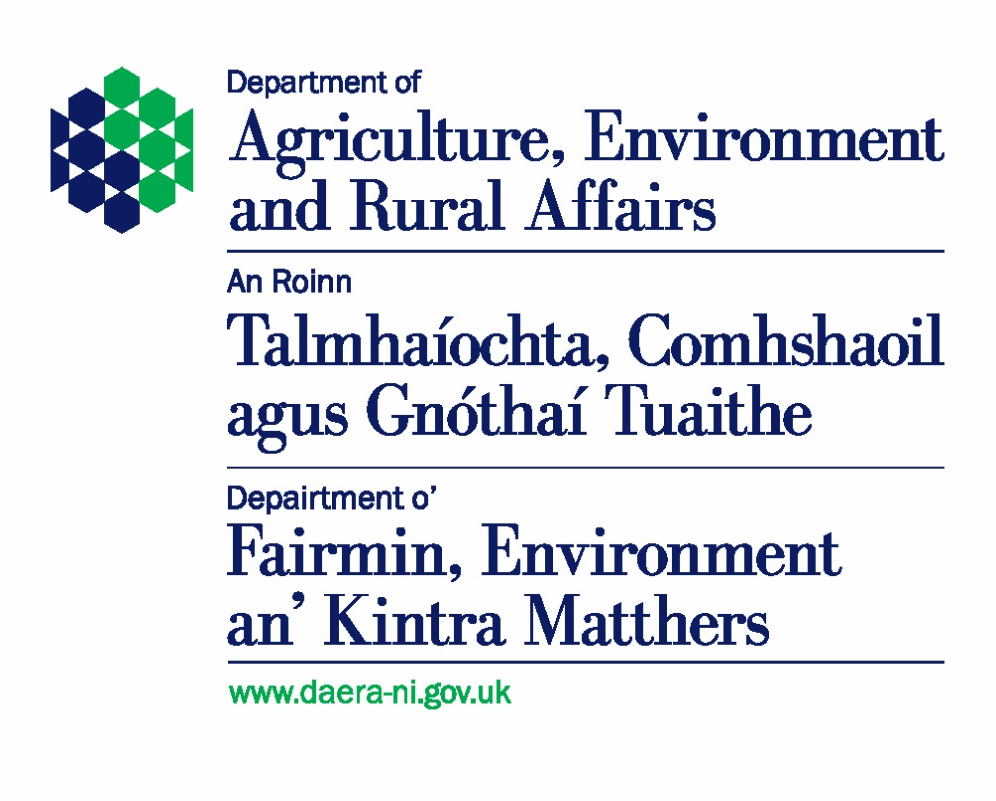 Department of
Agriculture, Environment
and Rural Affairs
An Roinn
Talmhaíochta, Comhshaoil
agus Gnóthaí Tuaithe
Depairtment o’
Fairmin, Environment
an’ Kintra Matthers
www.daera-ni.gov.uk